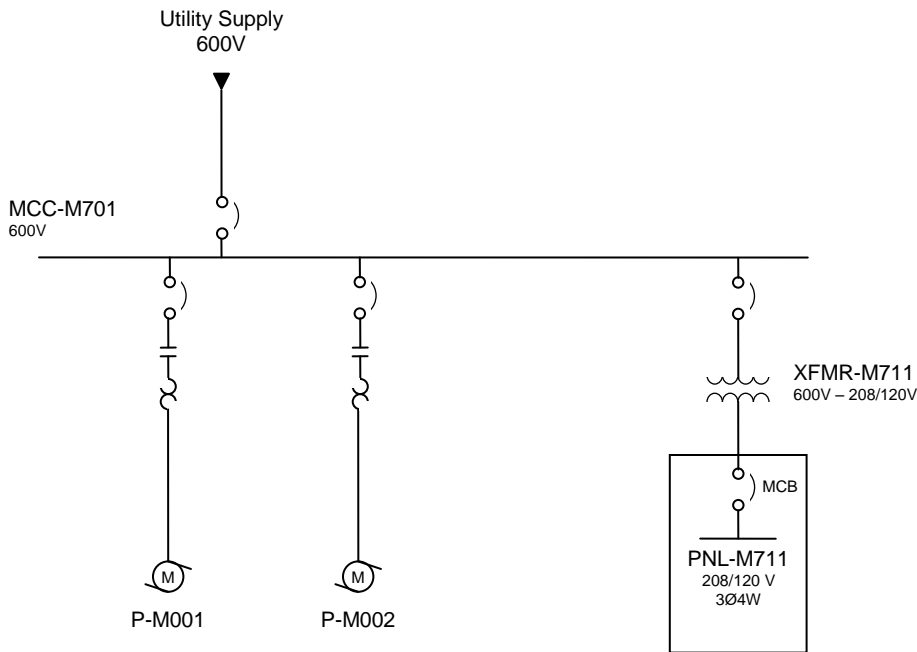 Utility Supply
600V
MCC-M701
600V
XFMR-M711
600V – 208/120V
MCB
PNL-M711
208/120 V
3Ø4W
M
P-M001
M
P-M002